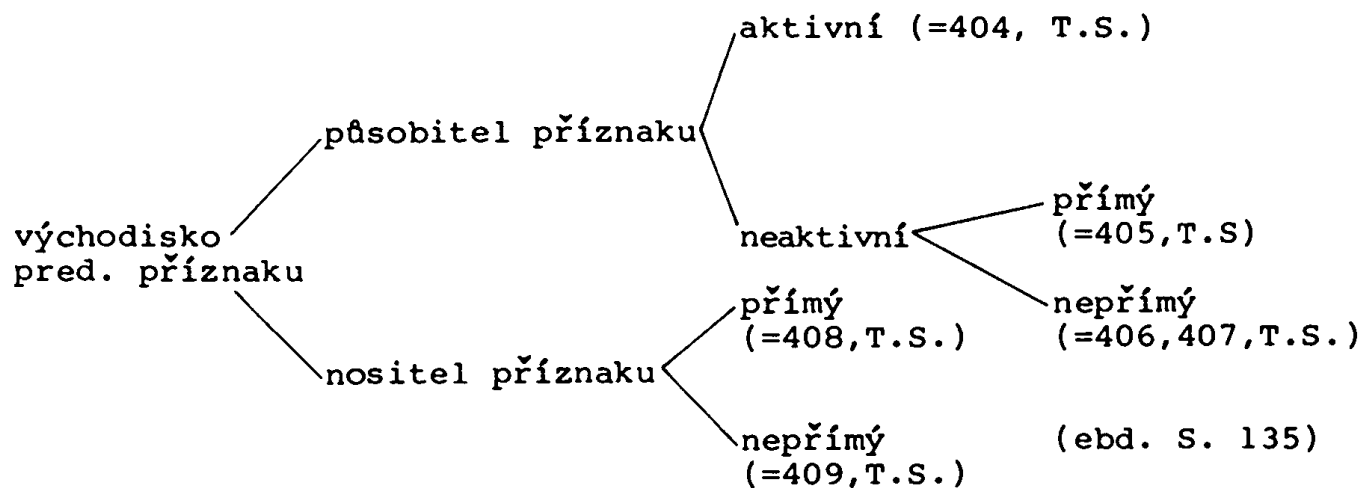 aktivní (=404, T.S.)
působitel příznaku
východisko
pred. příznaku
neaktivní
přímý
(=405,T.S)
nepřímý
(=406,407,T.S.)
nositel příznaku
přímý
(=408,T.S.)
nepřímý
(=409,T.S.)
(ebd. S. 135)